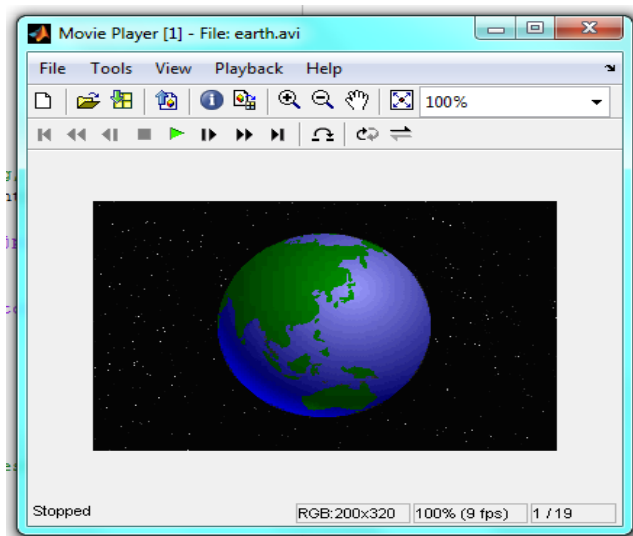 Movie Player [1] - File: earth.avi
File Tools View Playback Help
100%
Stopped RGB:200x320 100% (9 fps) 1 / 19